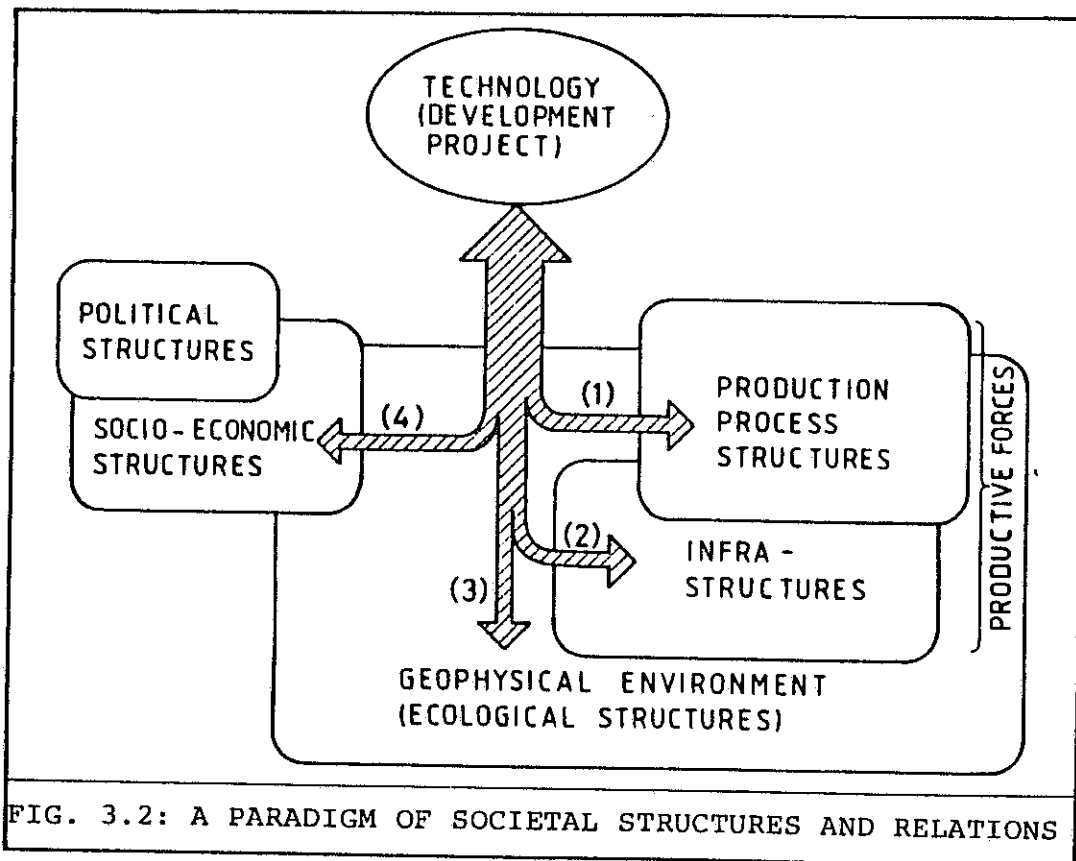 TECHNOLOGY
(DEVELOPMENT
PROJECT)
POLITICAL
STRUCTURES
SOCIO-ECONOMIC
STRUCTURES
(4)
(1)
PRODUCTION
PROCESS
STRUCTURES
(2)
INFRA-
STRUCTURES
PRODUCTIVE FORCES
(3)
GEOPHYSICAL ENVIRONMENT
(ECOLOGICAL STRUCTURES)
FIG. 3.2: A PARADIGM OF SOCIETAL STRUCTURES AND RELATIONS